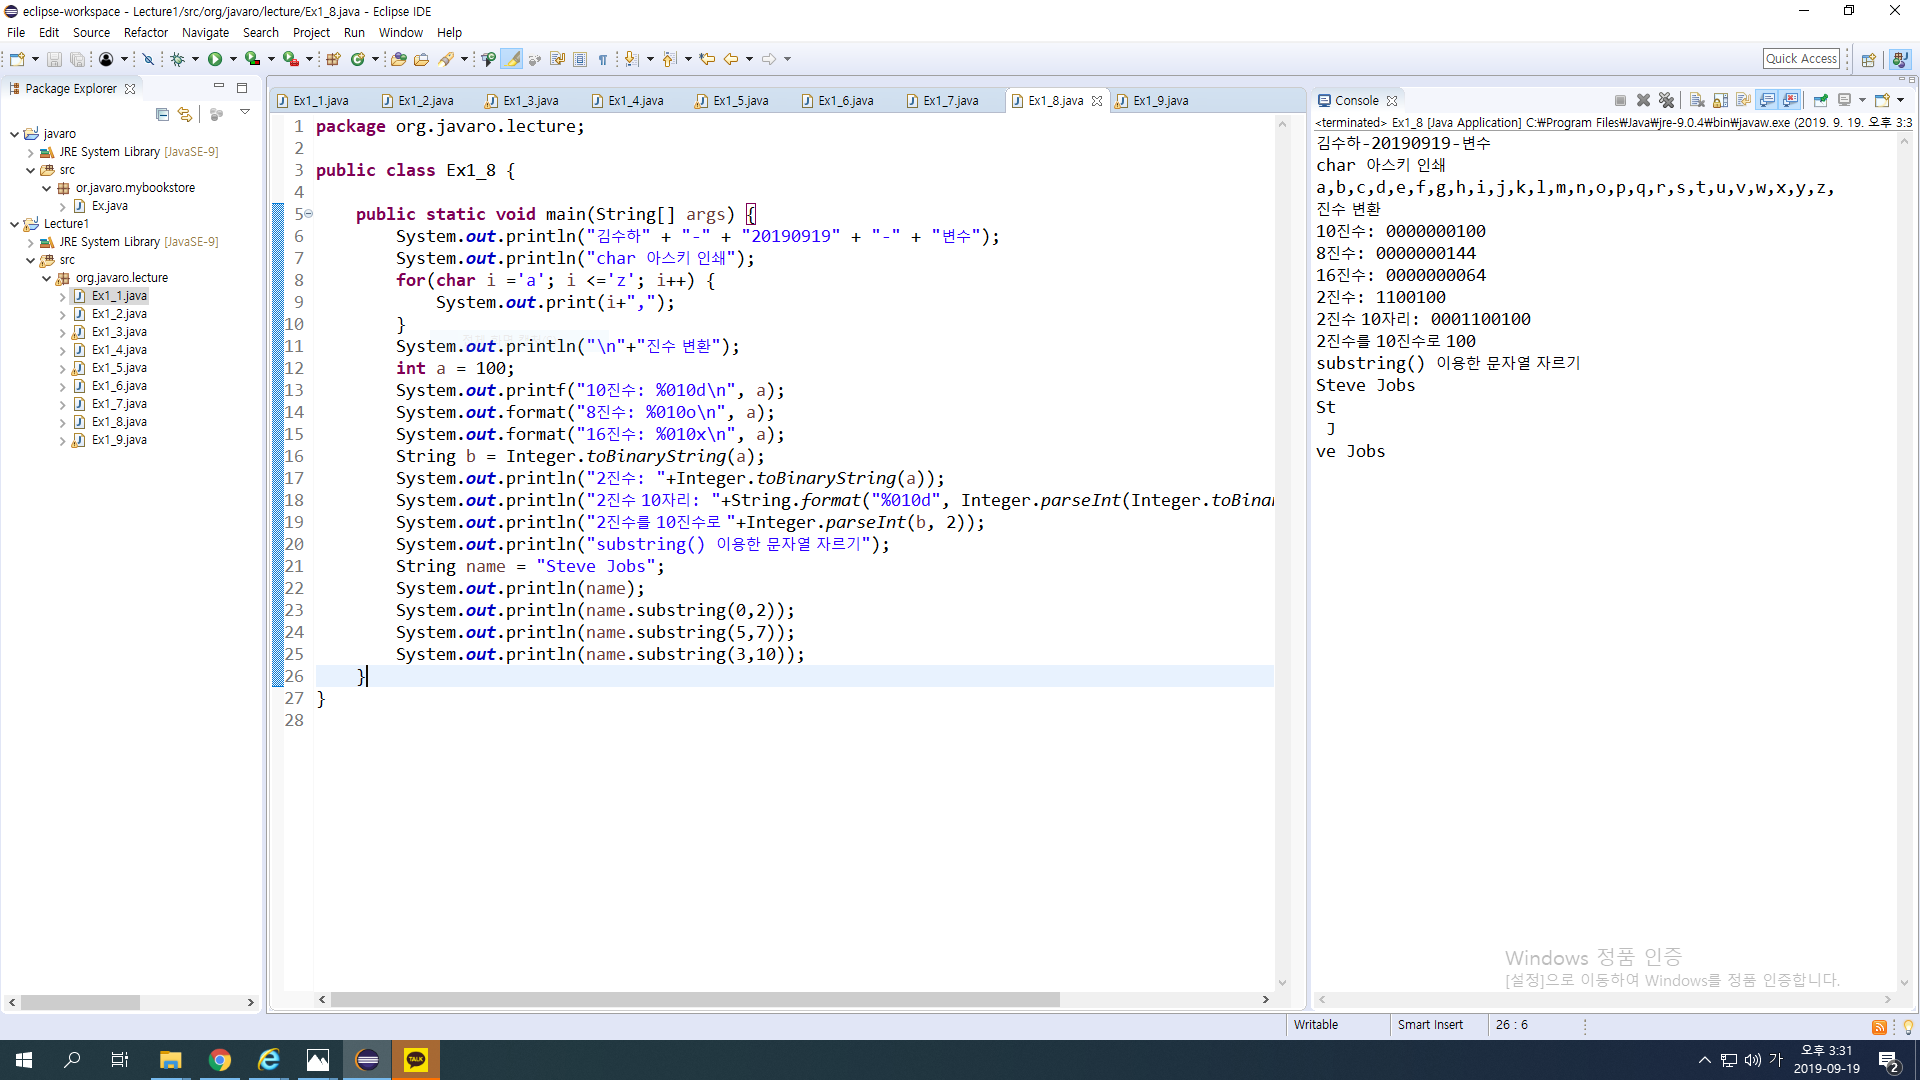 eclipse-workspace - Lecture1/src/org/javaro/lecture/Ex1_8.java - Eclipse IDE
File Edit Source Refactor Navigate Search Project Run Window Help
Quick Access
Package Explorer
javaro
JRE System Library [JavaSE-9]
src
or.javaro.mybookstore
Ex.java
Lecture1
JRE System Library [JavaSE-9]
src
org.javaro.lecture
Ex1_1.java
Ex1_2.java
Ex1_3.java
Ex1_4.java
Ex1_5.java
Ex1_6.java
Ex1_7.java
Ex1_8.java
Ex1_9.java
Ex1_1.java Ex1_2.java Ex1_3.java Ex1_4.java Ex1_5.java Ex1_6.java Ex1_7.java Ex1_8.java Ex1_9.java
1 package org.javaro.lecture;
2
3 public class Ex1_8 {
4
5 public static void main(String[] args) {
6 System.out.println("김수하" + "-" + "20190919" + "-" + "변수");
7 System.out.println("char 아스키 인쇄");
8 for(char i ='a'; i <='z'; i++) {
9 System.out.print(i+",");
10 }
11 System.out.println("\n"+"진수 변환");
12 int a = 100;
13 System.out.printf("10진수: %010d\n", a);
14 System.out.format("8진수: %010o\n", a);
15 System.out.format("16진수: %010x\n", a);
16 String b = Integer.toBinaryString(a);
17 System.out.println("2진수: "+Integer.toBinaryString(a));
18 System.out.println("2진수 10자리: "+String.format("%010d", Integer.parseInt(Integer.toBinar
19 System.out.println("2진수를 10진수로 "+Integer.parseInt(b, 2));
20 System.out.println("substring() 이용한 문자열 자르기");
21 String name = "Steve Jobs";
22 System.out.println(name);
23 System.out.println(name.substring(0,2));
24 System.out.println(name.substring(5,7));
25 System.out.println(name.substring(3,10));
26 }
27 }
28
Console
<terminated> Ex1_8 [Java Application] C:₩Program Files₩Java₩jre-9.0.4₩bin₩javaw.exe (2019. 9. 19. 오후 3:3
김수하-20190919-변수
char 아스키 인쇄
a,b,c,d,e,f,g,h,i,j,k,l,m,n,o,p,q,r,s,t,u,v,w,x,y,z,
진수 변환
10진수: 0000000100
8진수: 0000000144
16진수: 0000000064
2진수: 1100100
2진수 10자리: 0001100100
2진수를 10진수로 100
substring() 이용한 문자열 자르기
Steve Jobs
St
J
ve Jobs
Windows 정품 인증
[설정]으로 이동하여 Windows를 정품 인증합니다.
Writable Smart Insert 26 : 6
TALK
가
오후 3:31
2019-09-19
2